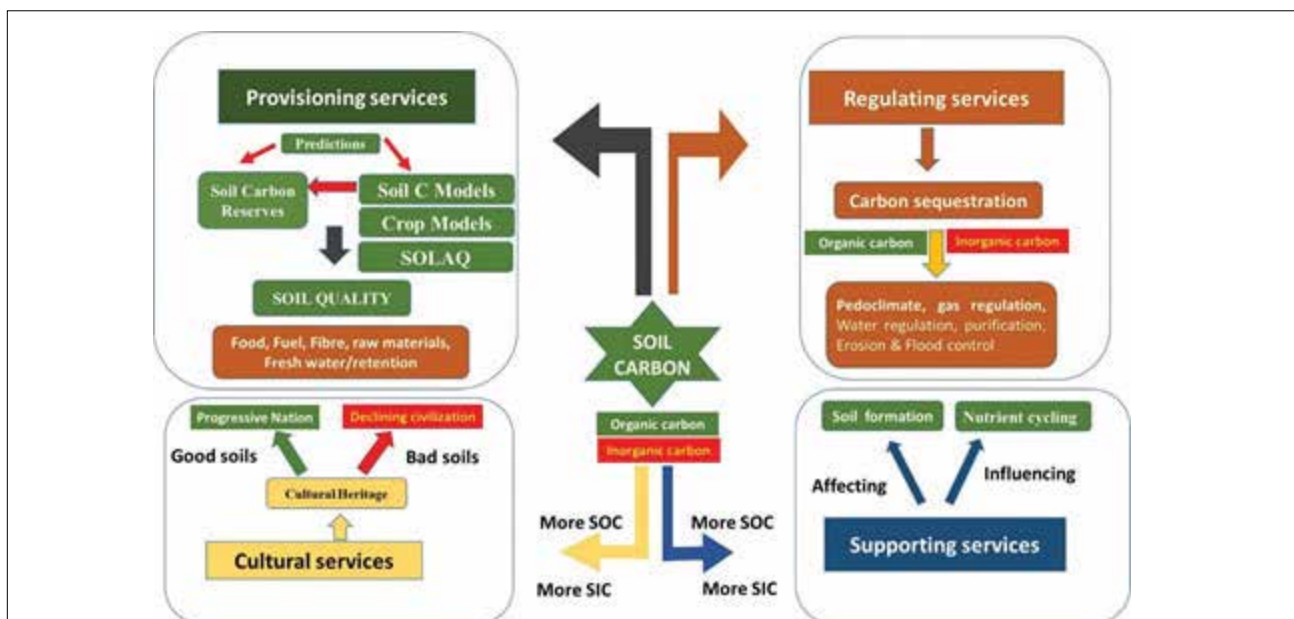 Provisioning services
Predictions
Soil Carbon
Reserves
Soil C Models
Crop Models
SOLAQ
SOIL QUALITY
Food, Fuel, Fibre, raw materials,
Fresh water/retention
Regulating services
Carbon sequestration
Organic carbon
Inorganic carbon
Pedoclimate, gas regulation,
Water regulation, purification,
Erosion & Flood control
SOIL
CARBON
Organic carbon
Inorganic carbon
More SOC
More SOC
More SIC
More SIC
Progressive Nation
Declining civilization
Good soils
Bad soils
Cultural Heritage
Cultural services
Soil formation
Nutrient cycling
Affecting
Influencing
Supporting services